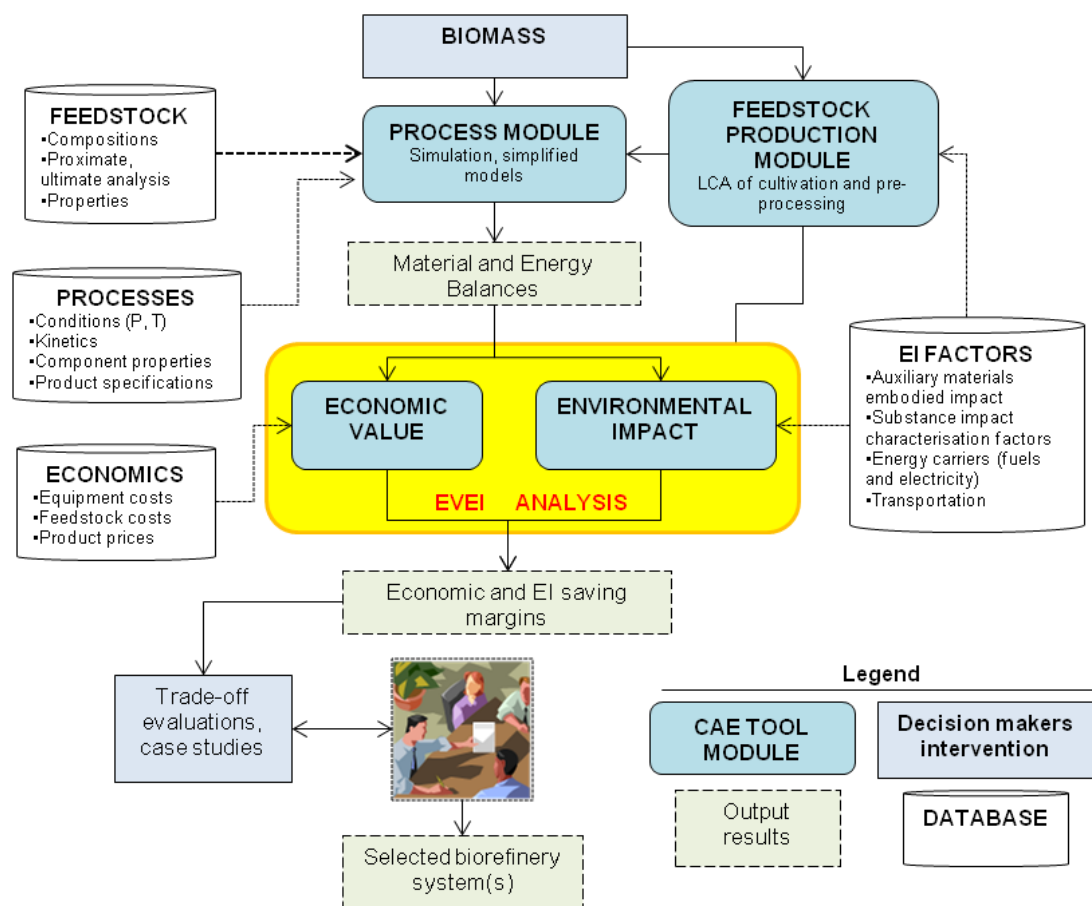 BIOMASS
FEEDSTOCK
▪Compositions
▪Proximate,
ultimate analysis
▪Properties
PROCESS MODULE
Simulation, simplified
models
FEEDSTOCK
PRODUCTION
MODULE
LCA of cultivation and pre-
processing
Material and Energy
Balances
PROCESSES
▪Conditions (P, T)
▪Kinetics
▪Component properties
▪Product specifications
EI FACTORS
▪Auxiliary materials
embodied impact
▪Substance impact
characterisation factors
▪Energy carriers (fuels
and electricity)
▪Transportation
ECONOMIC
VALUE
ENVIRONMENTAL
IMPACT
EVEI ANALYSIS
ECONOMICS
▪Equipment costs
▪Feedstock costs
▪Product prices
Economic and EI saving
margins
Trade-off
evaluations,
case studies
Selected biorefinery
system(s)
Legend
CAE TOOL
MODULE
Decision makers
intervention
Output
results
DATABASE